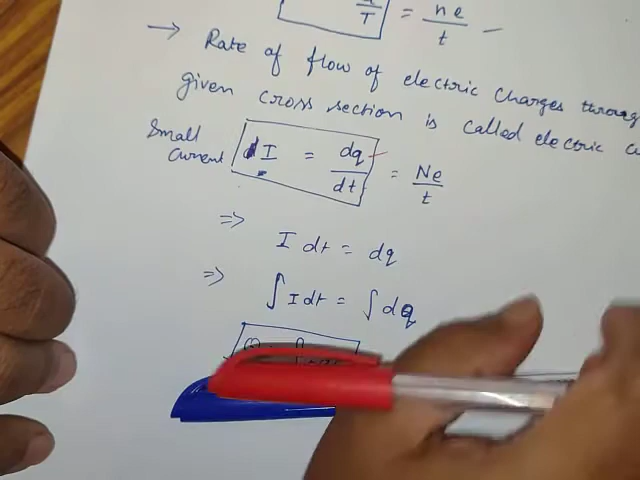 T = ne/t
→ Rate of flow of electric charges through
given cross section is called electric
Small
Current I = dq/dt = Ne/t
⇒ I dt = dq
⇒ ∫ I dt = ∫ dq
Q